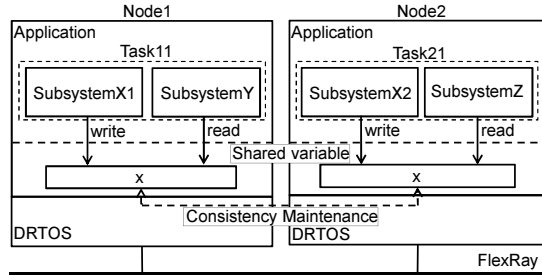 Node1
Node2
Application
Application
Task11
Task21
SubsystemX1
SubsystemY
SubsystemX2
SubsystemZ
write
read
write
read
Shared variable
x
x
Consistency Maintenance
DRTOS
DRTOS
FlexRay